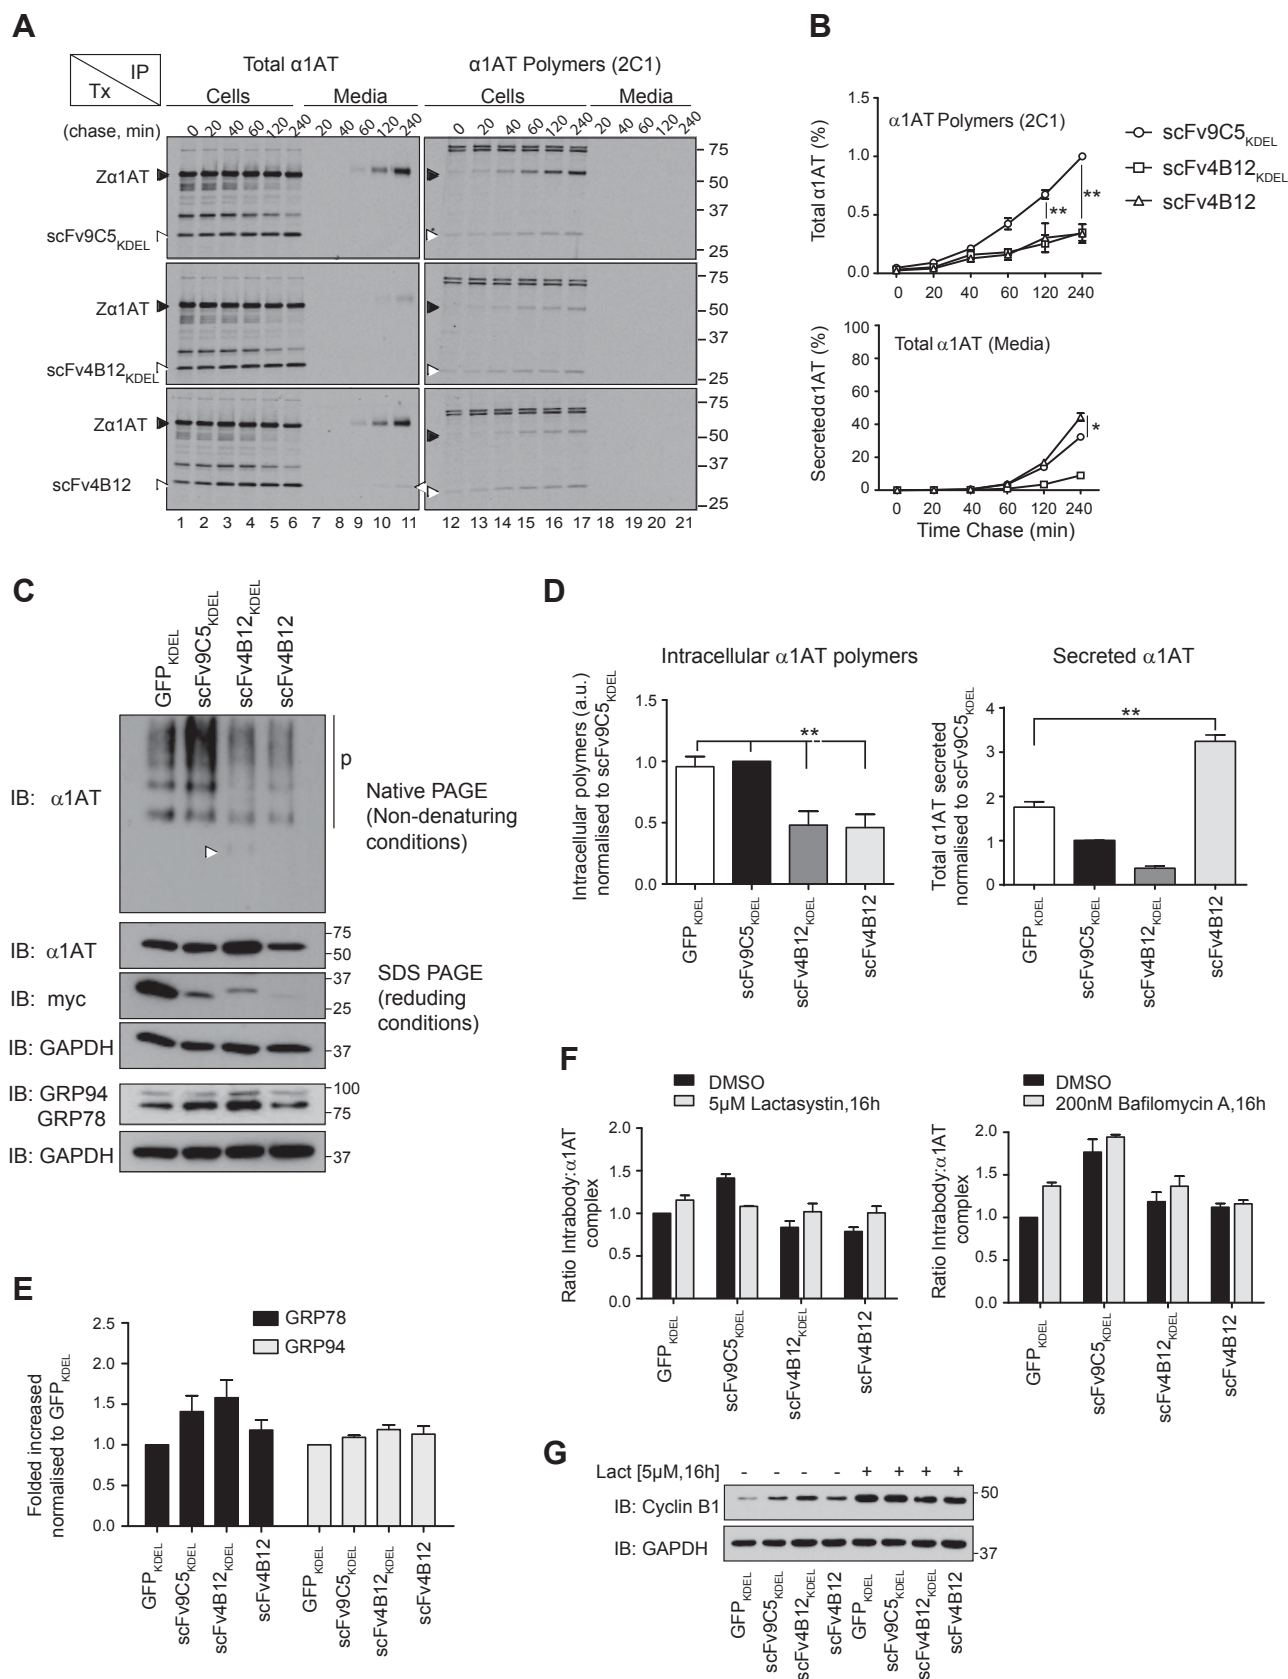 A
IP
Tx
Total α1AT
α1AT Polymers (2C1)
Cells Media Cells Media
(chase, min) 0 20 40 60 120 240 20 40 60 120 240 0 20 40 60 120 240 20 60 120 240
75
Zα1AT
50
37
scFv9C5KDEL
25
75
Zα1AT
50
37
scFv4B12KDEL
25
75
Zα1AT
50
37
scFv4B12
25
1 2 3 4 5 6 7 8 9 10 11 12 13 14 15 16 17 18 19 20 21
B
1.5
α1AT Polymers (2C1)
Total α1AT (%)
1.0
0.5
0.0
** **
0 20 40 60 120 240
scFv9C5KDEL
scFv4B12KDEL
scFv4B12
100
Total α1AT (Media)
Secreted α1AT (%)
80
60
40
20
0
*
0 20 40 60 120 240
Time Chase (min)
C
GFPKDEL
scFv9C5KDEL
scFv4B12KDEL
scFv4B12
IB: α1AT
p
Native PAGE
(Non-denaturing
conditions)
IB: α1AT
75
50
IB: myc
37
25
SDS PAGE
(reduding
conditions)
IB: GAPDH
37
IB: GRP94
GRP78
100
75
IB: GAPDH
37
D
Intracellular α1AT polymers
Intracellular polymers (a.u.)
normalised to scFv9C5KDEL
1.5
1.0
0.5
0.0
**
GFPKDEL
scFv9C5KDEL
scFv4B12KDEL
scFv4B12
Secreted α1AT
Total α1AT secreted
normalised to scFv9C5KDEL
4
3
2
1
0
**
GFPKDEL
scFv9C5KDEL
scFv4B12KDEL
scFv4B12
E
GRP78
GRP94
Folded increased
normalised to GFPKDEL
2.5
2.0
1.5
1.0
0.5
0.0
GFPKDEL
scFv9C5KDEL
scFv4B12KDEL
scFv4B12
GFPKDEL
scFv9C5KDEL
scFv4B12KDEL
scFv4B12
F
DMSO
5µM Lactasystin,16h
Ratio Intrabody:α1AT
complex
2.0
1.5
1.0
0.5
0.0
GFPKDEL
scFv9C5KDEL
scFv4B12KDEL
scFv4B12
DMSO
200nM Bafilomycin A,16h
Ratio Intrabody:α1AT
complex
2.0
1.5
1.0
0.5
0.0
GFPKDEL
scFv9C5KDEL
scFv4B12KDEL
scFv4B12
G
Lact [5µM,16h] - - - - + + + +
IB: Cyclin B1
50
IB: GAPDH
37
GFPKDEL
scFv9C5KDEL
scFv4B12KDEL
scFv4B12
GFPKDEL
scFv9C5KDEL
scFv4B12KDEL
scFv4B12